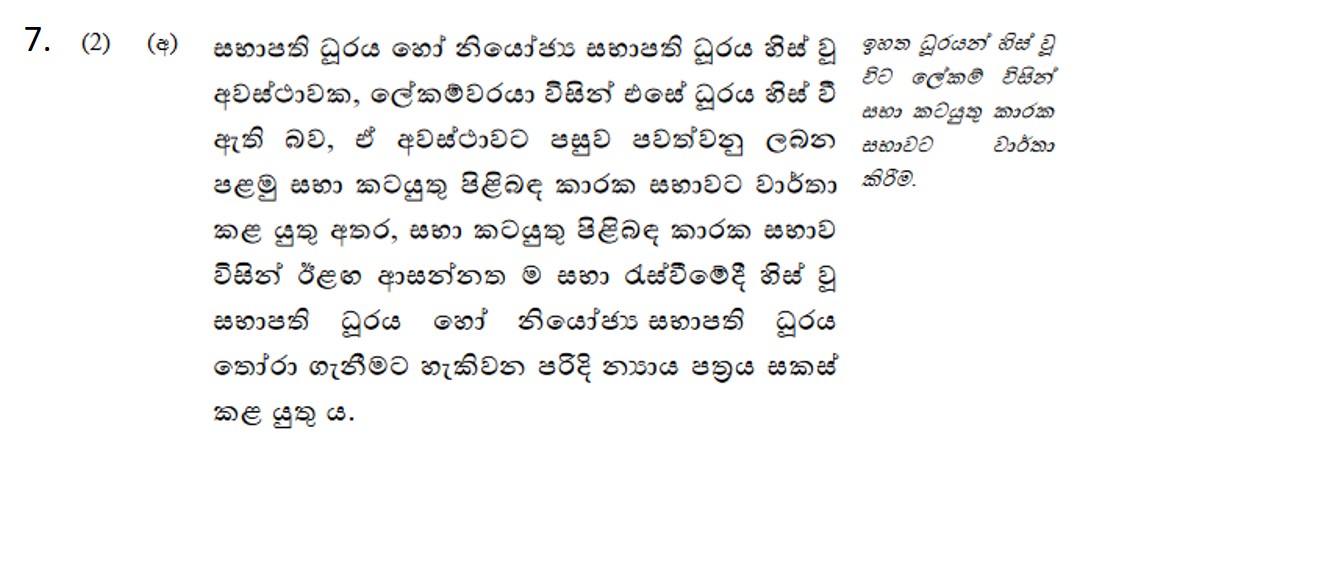 7. (2) (අ) සභාපති ධූරය හෝ නියෝජ්‍ය සභාපති ධූරය හිස් වූ
අවස්ථාවක, ලේකම්වරයා විසින් එසේ ධූරය හිස් වී
ඇති බව, ඒ අවස්ථාවට පසුව පවත්වනු ලබන
පළමු සභා කටයුතු පිළිබඳ කාරක සභාවට වාර්තා
කළ යුතු අතර, සභා කටයුතු පිළිබඳ කාරක සභාව
විසින් ඊළඟ ආසන්නත ම සභා රැස්වීමේදී හිස් වූ
සභාපති ධූරය හෝ නියෝජ්‍ය සභාපති ධූරය
තෝරා ගැනීමට හැකිවන පරිදි න්‍යාය පත්‍රය සකස්
කළ යුතු ය.
ඉහත ධූරයන් හිස් වූ
විට ලේකම් විසින්
සභා කටයුතු කාරක
සභාවට වාර්තා
කිරීම.